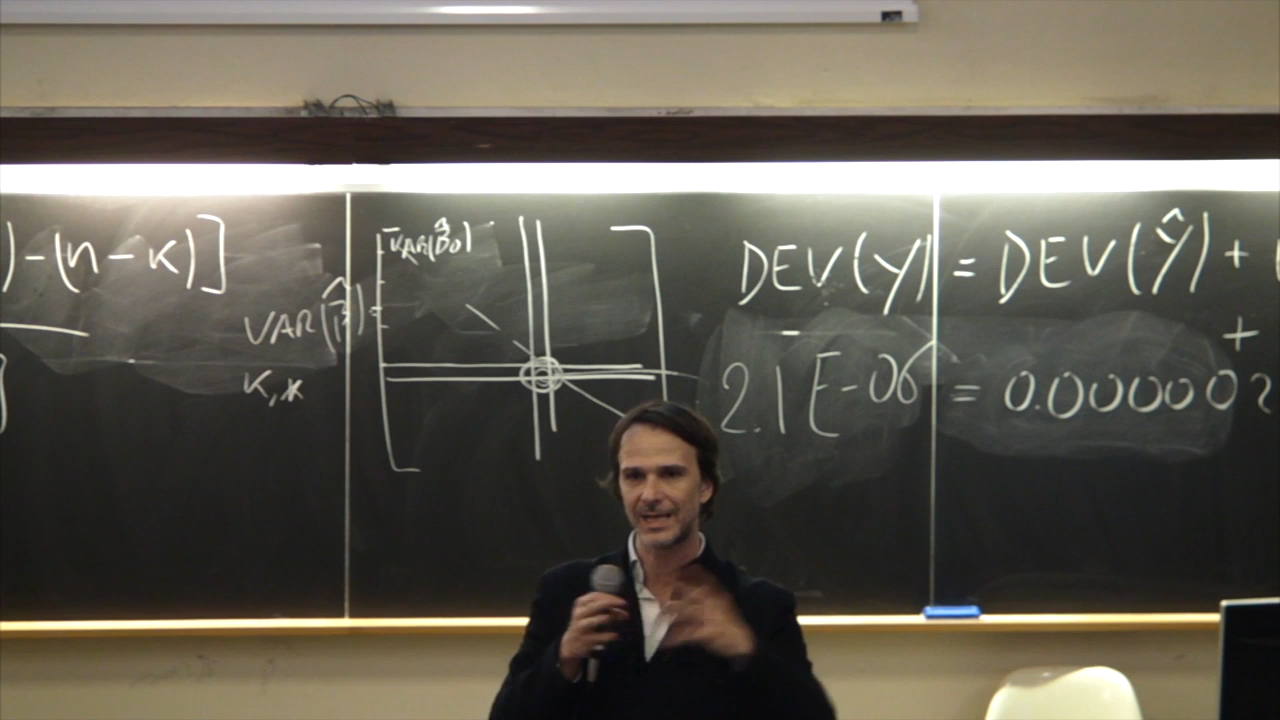 )-(n-k)]
VAR(β̂)=
k,k
VAR(β̂0)
DEV(Y) = DEV(Ŷ) +
+
2.1E-06 = 0.000002